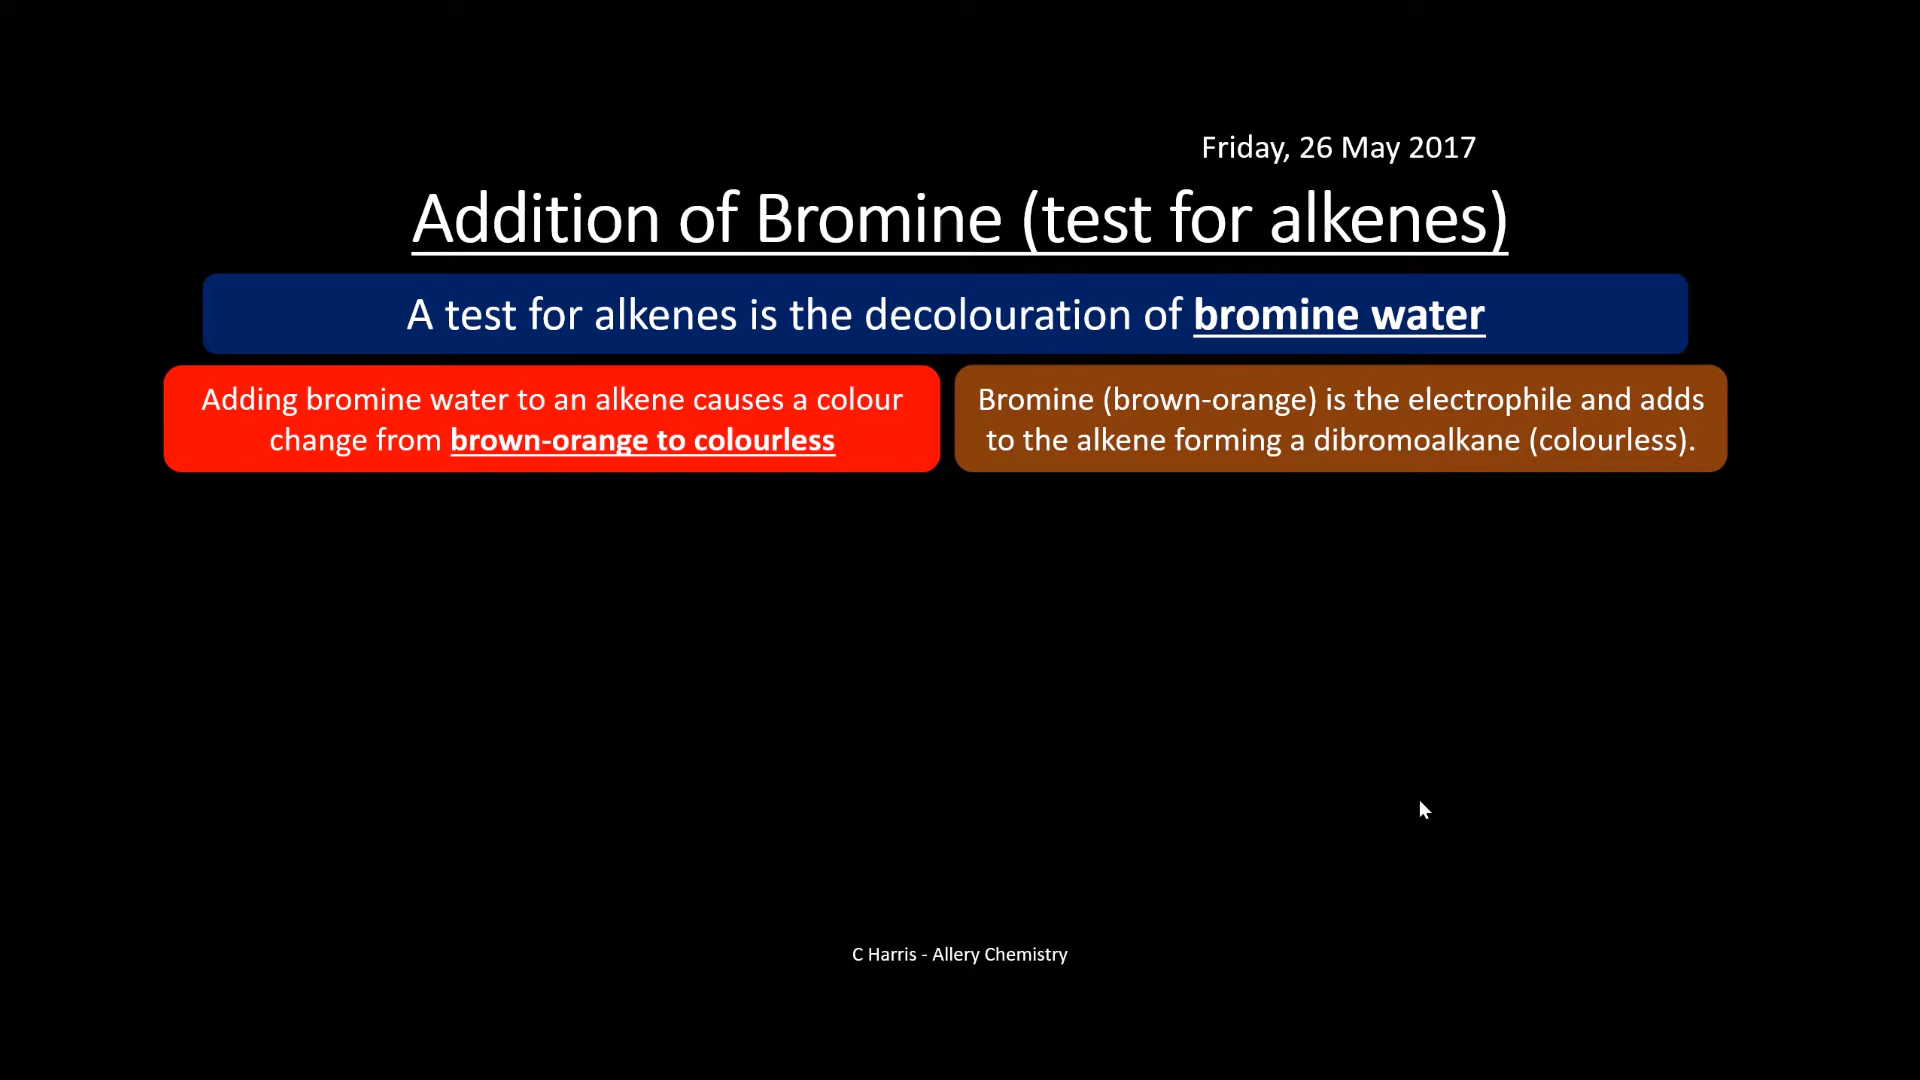 Friday, 26 May 2017
Addition of Bromine (test for alkenes)
A test for alkenes is the decolouration of bromine water
Adding bromine water to an alkene causes a colour
change from brown-orange to colourless
Bromine (brown-orange) is the electrophile and adds
to the alkene forming a dibromoalkane (colourless).
C Harris - Allery Chemistry